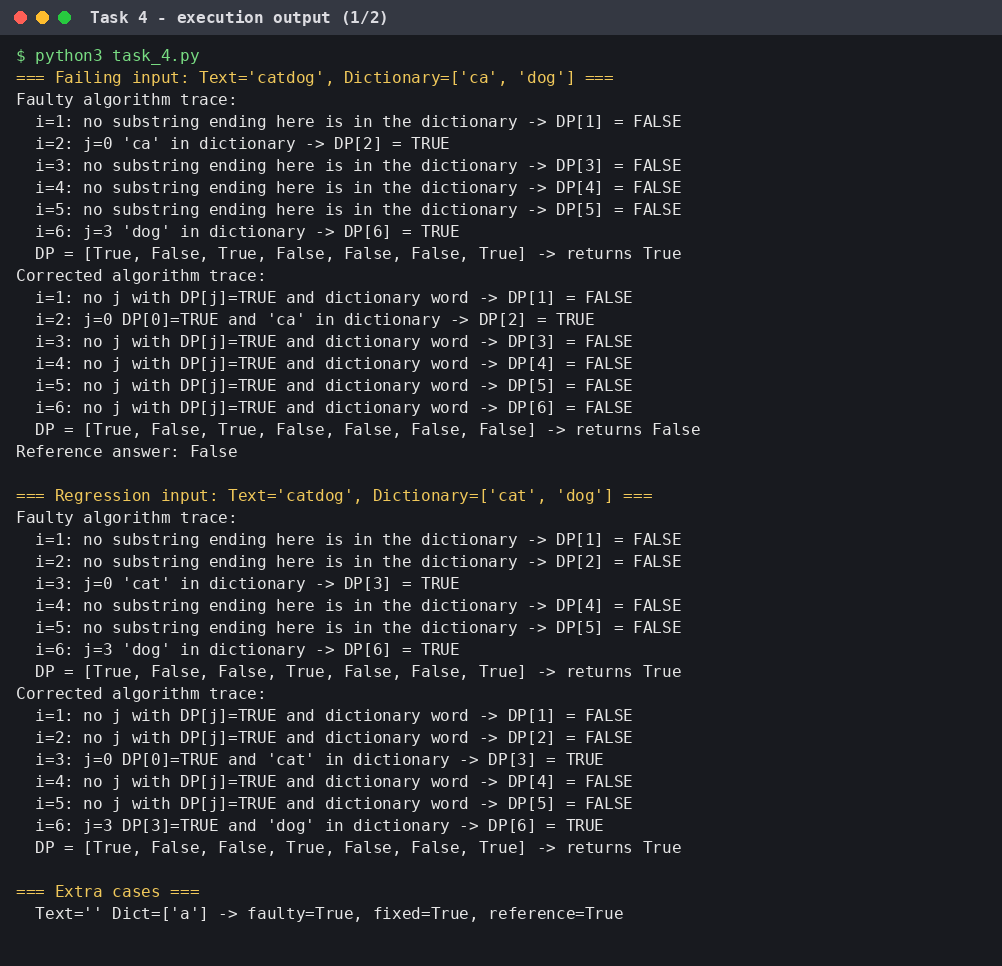 Task 4 - execution output (1/2)
$ python3 task_4.py
=== Failing input: Text='catdog', Dictionary=['ca', 'dog'] ===
Faulty algorithm trace:
  i=1: no substring ending here is in the dictionary -> DP[1] = FALSE
  i=2: j=0 'ca' in dictionary -> DP[2] = TRUE
  i=3: no substring ending here is in the dictionary -> DP[3] = FALSE
  i=4: no substring ending here is in the dictionary -> DP[4] = FALSE
  i=5: no substring ending here is in the dictionary -> DP[5] = FALSE
  i=6: j=3 'dog' in dictionary -> DP[6] = TRUE
  DP = [True, False, True, False, False, False, True] -> returns True
Corrected algorithm trace:
  i=1: no j with DP[j]=TRUE and dictionary word -> DP[1] = FALSE
  i=2: j=0 DP[0]=TRUE and 'ca' in dictionary -> DP[2] = TRUE
  i=3: no j with DP[j]=TRUE and dictionary word -> DP[3] = FALSE
  i=4: no j with DP[j]=TRUE and dictionary word -> DP[4] = FALSE
  i=5: no j with DP[j]=TRUE and dictionary word -> DP[5] = FALSE
  i=6: no j with DP[j]=TRUE and dictionary word -> DP[6] = FALSE
  DP = [True, False, True, False, False, False, False] -> returns False
Reference answer: False
=== Regression input: Text='catdog', Dictionary=['cat', 'dog'] ===
Faulty algorithm trace:
  i=1: no substring ending here is in the dictionary -> DP[1] = FALSE
  i=2: no substring ending here is in the dictionary -> DP[2] = FALSE
  i=3: j=0 'cat' in dictionary -> DP[3] = TRUE
  i=4: no substring ending here is in the dictionary -> DP[4] = FALSE
  i=5: no substring ending here is in the dictionary -> DP[5] = FALSE
  i=6: j=3 'dog' in dictionary -> DP[6] = TRUE
  DP = [True, False, False, True, False, False, True] -> returns True
Corrected algorithm trace:
  i=1: no j with DP[j]=TRUE and dictionary word -> DP[1] = FALSE
  i=2: no j with DP[j]=TRUE and dictionary word -> DP[2] = FALSE
  i=3: j=0 DP[0]=TRUE and 'cat' in dictionary -> DP[3] = TRUE
  i=4: no j with DP[j]=TRUE and dictionary word -> DP[4] = FALSE
  i=5: no j with DP[j]=TRUE and dictionary word -> DP[5] = FALSE
  i=6: j=3 DP[3]=TRUE and 'dog' in dictionary -> DP[6] = TRUE
  DP = [True, False, False, True, False, False, True] -> returns True
=== Extra cases ===
  Text='' Dict=['a'] -> faulty=True, fixed=True, reference=True